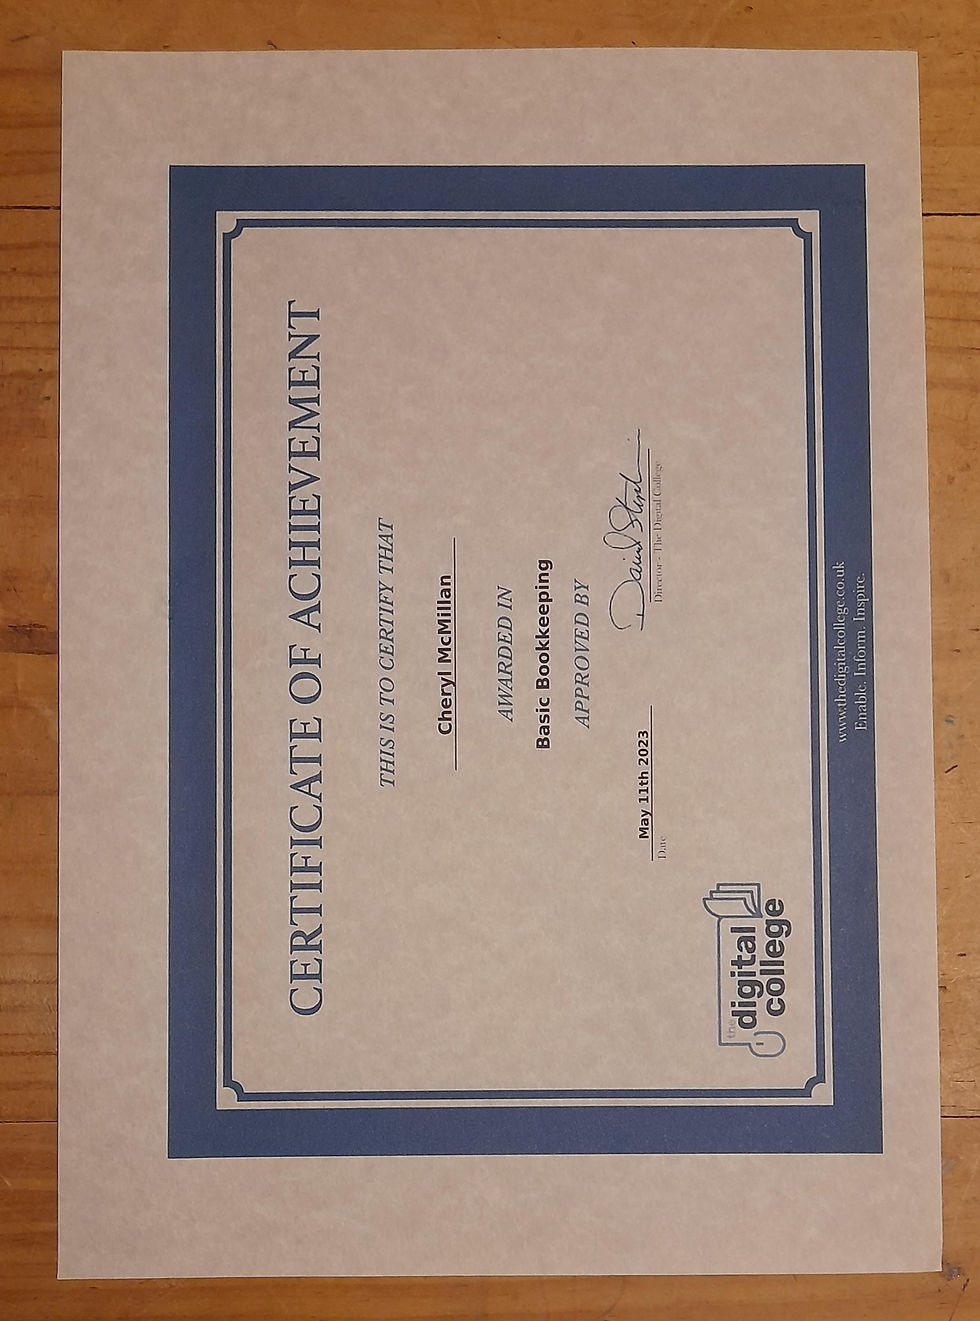 CERTIFICATE OF ACHIEVEMENT
THIS IS TO CERTIFY THAT
Cheryl McMillan
AWARDED IN
Basic Bookkeeping
APPROVED BY
May 11th 2023
Date
Director - The Digital College
the
digital
college
www.thedigitalcollege.co.uk
Enable. Inform. Inspire.